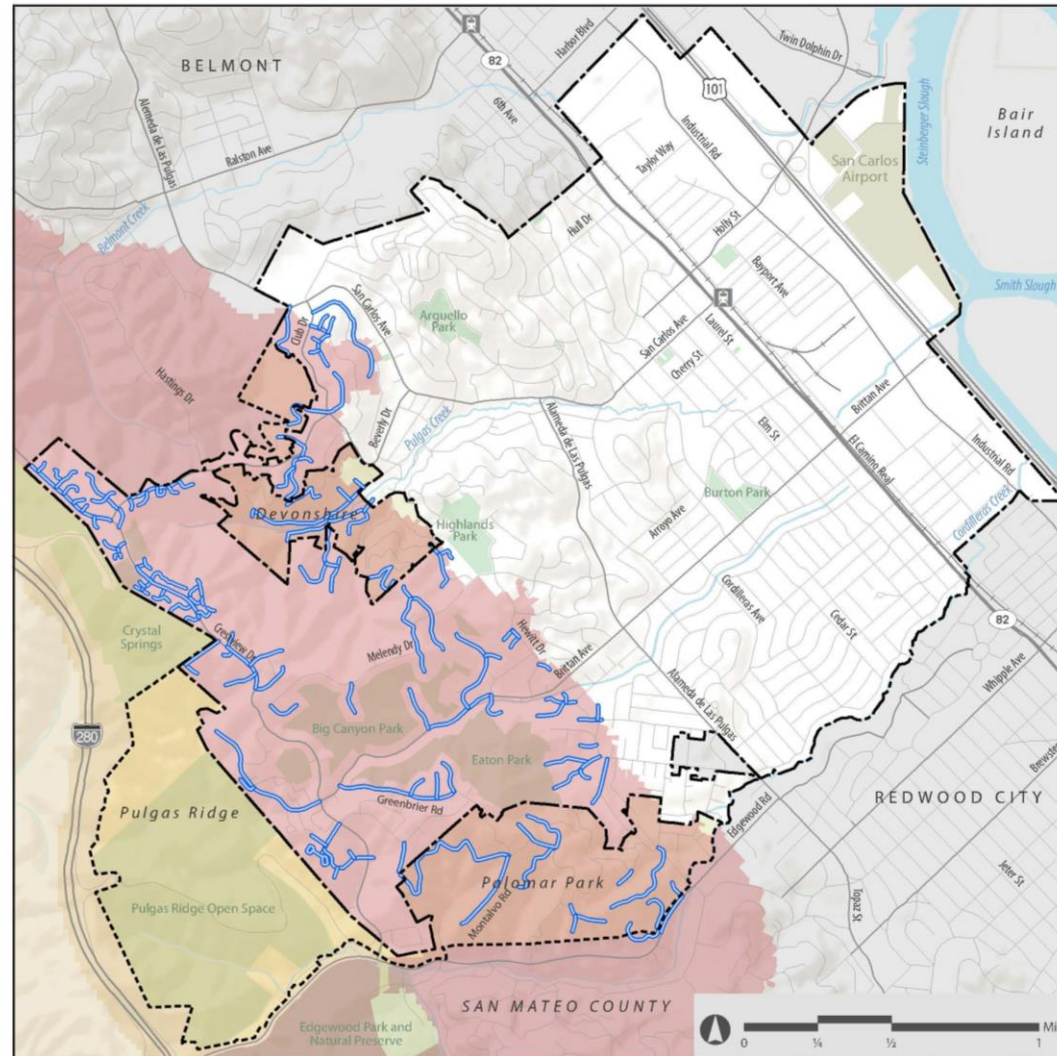 BELMONT
Harbor Blvd
Twin Dolphin Dr
82
101
6th Ave
Alameda de Las Pulgas
Ralston Ave
Belmont Creek
Industrial Rd
Taylor Way
Steinberger Slough
Bair
Island
San Carlos
Airport
Hull Dr
Holly St
Bayport Ave
Smith Slough
San Carlos Ave
Arguello
Park
Club Dr
San Carlos Ave
Laurel St
Cherry St
Hastings Dr
Beverly Dr
Pulgas Creek
Alameda de Las Pulgas
Elm St
Brittan Ave
El Camino Real
Industrial Rd
Devonshire
Highlands
Park
Burton Park
Arroyo Ave
Cordilleras Creek
Crystal
Springs
Crestview Dr
Melendy Dr
Hewitt Dr
Brittan Ave
Cordilleras Ave
Cedar St
82
Whipple Ave
280
Big Canyon Park
Eaton Park
Alameda de Las Pulgas
Brewste
Pulgas Ridge
Greenbrier Rd
Edgewood Rd
REDWOOD CITY
Palomar Park
Montalvo Rd
Jeter St
Topaz St
Pulgas Ridge Open Space
SAN MATEO COUNTY
Edgewood Park and
Natural Preserve
0 ¼ ½ 1 Mi